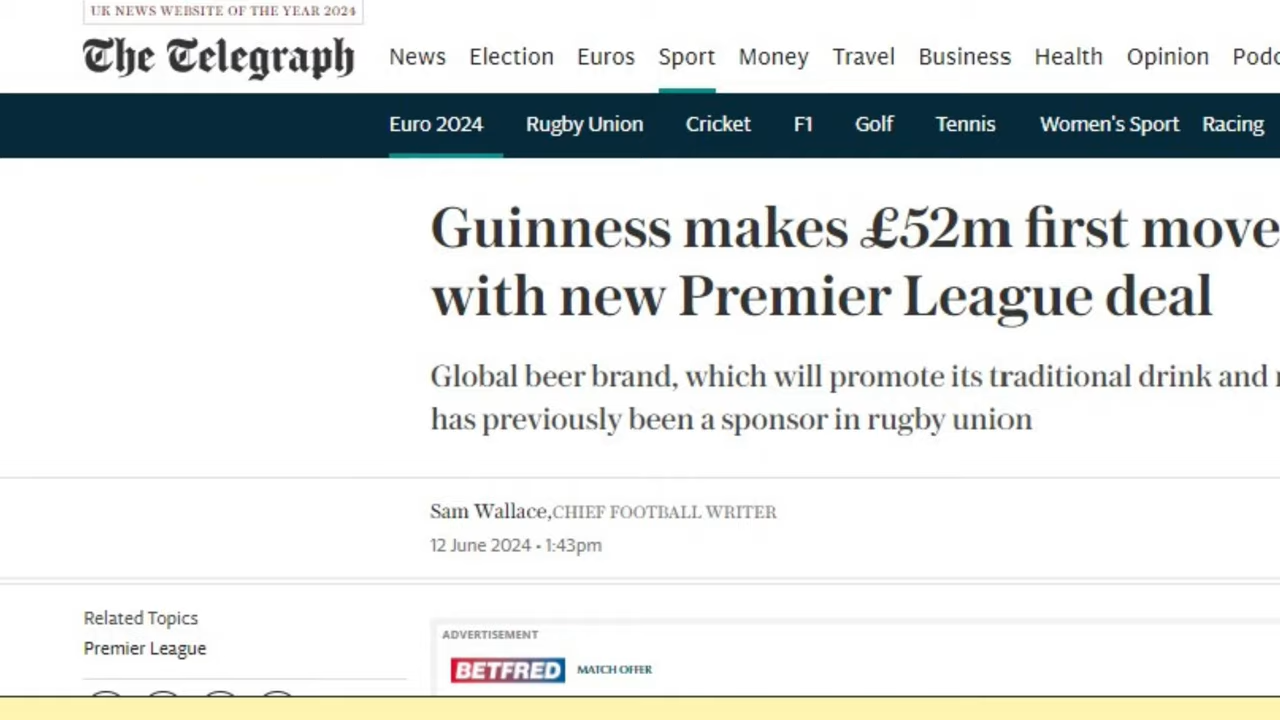 UK NEWS WEBSITE OF THE YEAR 2024
The Telegraph
News Election Euros Sport Money Travel Business Health Opinion
Euro 2024 Rugby Union Cricket F1 Golf Tennis Women's Sport Racing
Guinness makes £52m first move
with new Premier League deal
Global beer brand, which will promote its traditional drink and
has previously been a sponsor in rugby union
Sam Wallace, CHIEF FOOTBALL WRITER
12 June 2024 • 1:43pm
Related Topics
Premier League
ADVERTISEMENT
BETFRED MATCH OFFER